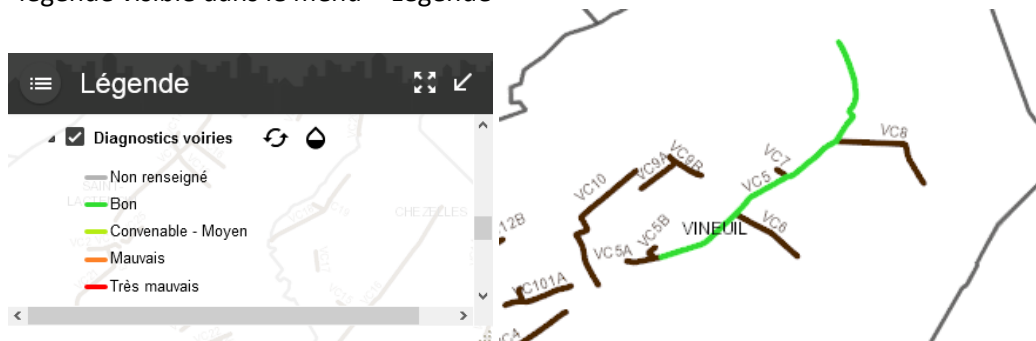 légende visible dans le menu « Légende
Légende
Diagnostics voiries
Non renseigné
Bon
Convenable - Moyen
Mauvais
Très mauvais
CHEZELLES
VC8
VC7
VC9A
VC9B
VC10
VC5
VC6
VINEUIL
VC5B
VC5A
12B
VC101A